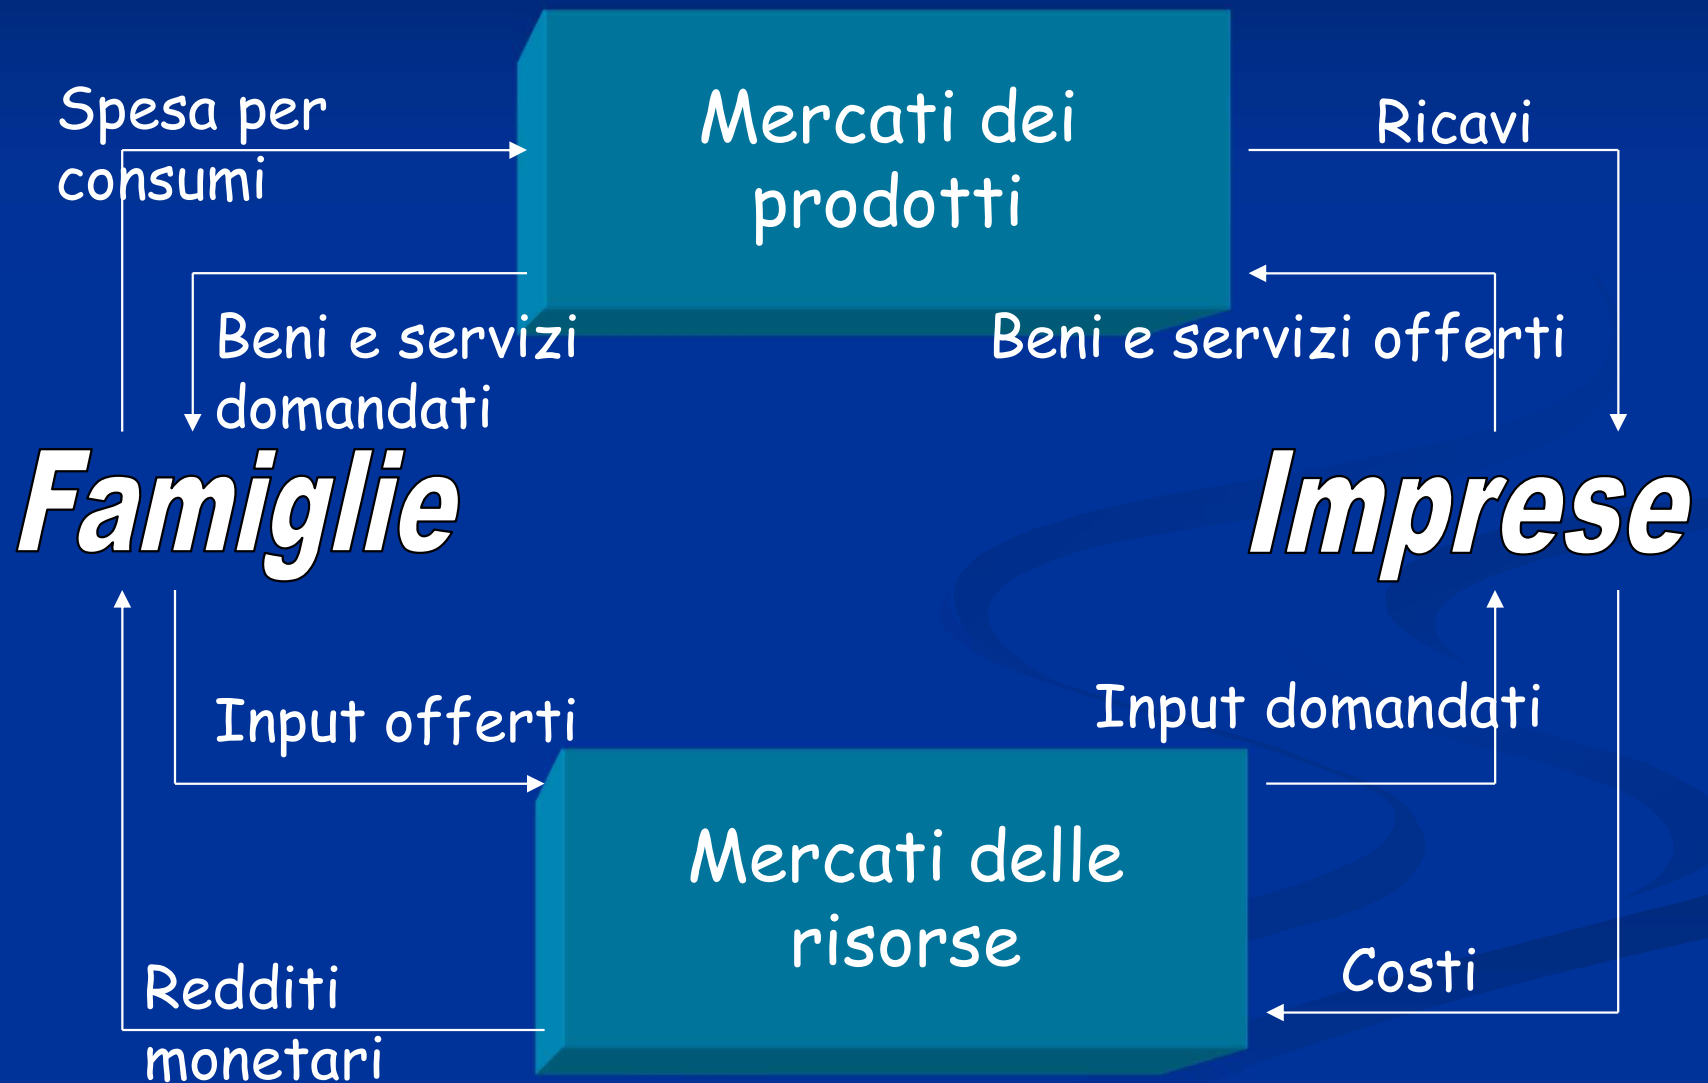 Spesa per
consumi
Mercati dei
prodotti
Ricavi
Beni e servizi
domandati
Beni e servizi offerti
Famiglie
Imprese
Input offerti
Input domandati
Mercati delle
risorse
Redditi
monetari
Costi